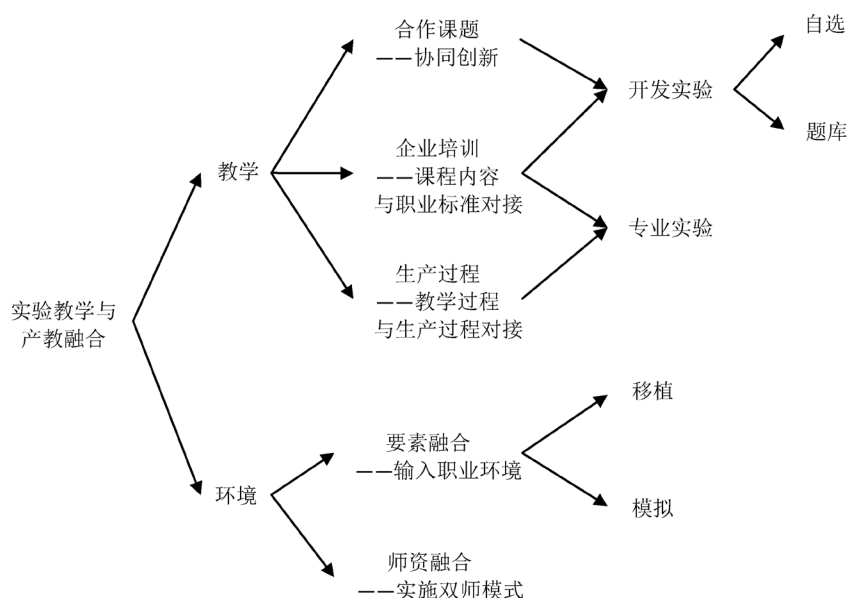 自选
合作课题
——协同创新
开发实验
题库
企业培训
教学
——课程内容
与职业标准对接
专业实验
生产过程
——教学过程
与生产过程对接
实验教学与
产教融合
移植
要素融合
——输入职业环境
环境
模拟
师资融合
——实施双师模式